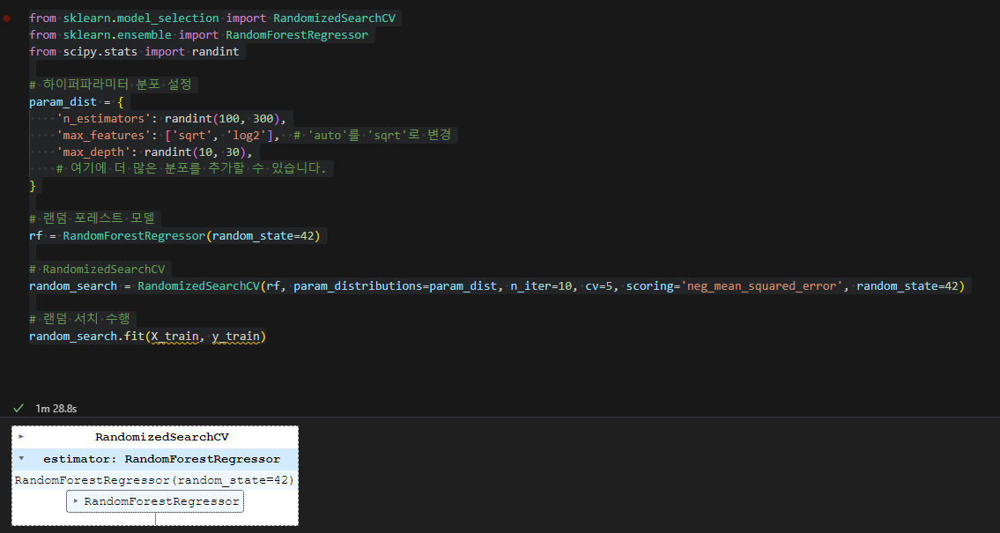 from sklearn.model_selection import RandomizedSearchCV
from sklearn.ensemble import RandomForestRegressor
from scipy.stats import randint
# 하이퍼파라미터 분포 설정
param_dist = {
    'n_estimators': randint(100, 300),
    'max_features': ['sqrt', 'log2'],  # 'auto'를 'sqrt'로 변경
    'max_depth': randint(10, 30),
    # 여기에 더 많은 분포를 추가할 수 있습니다.
}
# 랜덤 포레스트 모델
rf = RandomForestRegressor(random_state=42)
# RandomizedSearchCV
random_search = RandomizedSearchCV(rf, param_distributions=param_dist, n_iter=10, cv=5, scoring='neg_mean_squared_error', random_state=42)
# 랜덤 서치 수행
random_search.fit(X_train, y_train)
1m 28.8s
RandomizedSearchCV
estimator: RandomForestRegressor
RandomForestRegressor(random_state=42)
RandomForestRegressor